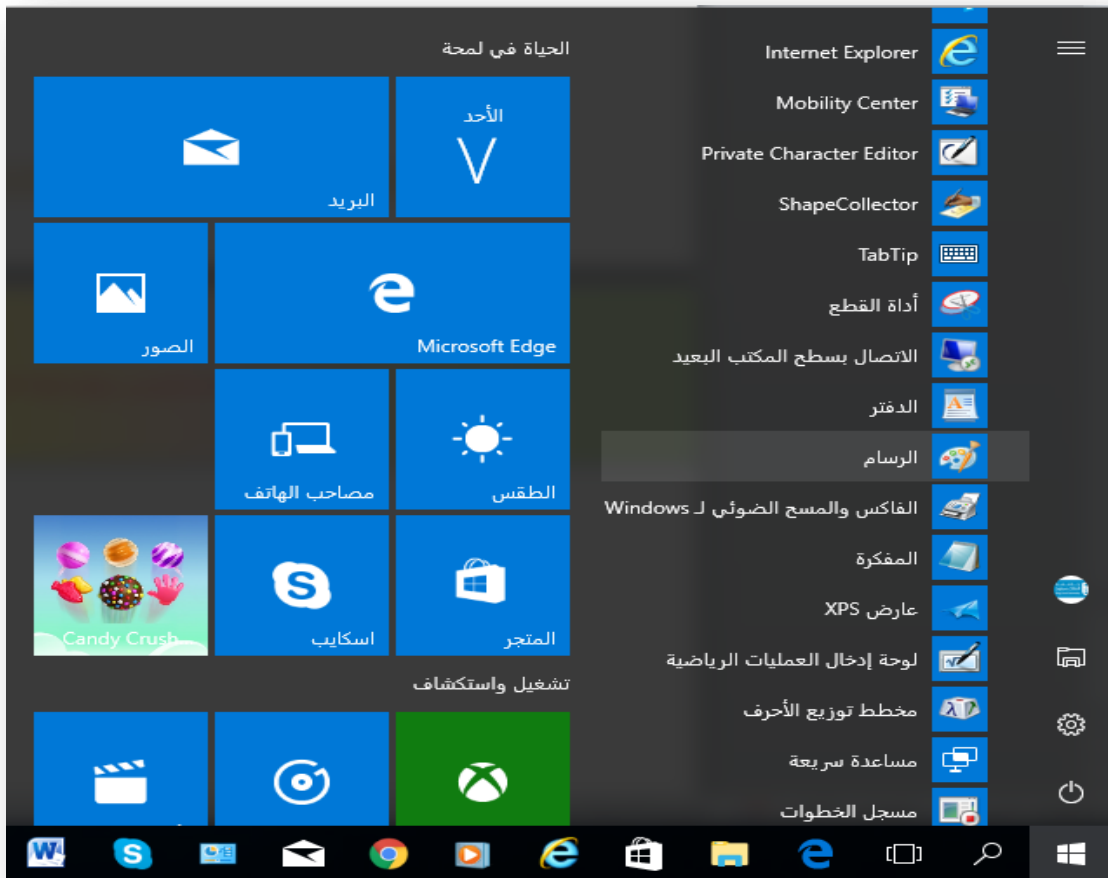 Internet Explorer
Mobility Center
Private Character Editor
ShapeCollector
TabTip
أداة القطع
الاتصال بسطح المكتب البعيد
الدفتر
الرسام
الفاكس والمسح الضوئي لـ Windows
المفكرة
عارض XPS
لوحة إدخال العمليات الرياضية
مخطط توزيع الأحرف
مساعدة سريعة
مسجل الخطوات
الحياة في لمحة
الأحد
٧
البريد
Microsoft Edge
الصور
الطقس
مصاحب الهاتف
المتجر
اسكايب
Candy Crush...
تشغيل واستكشاف